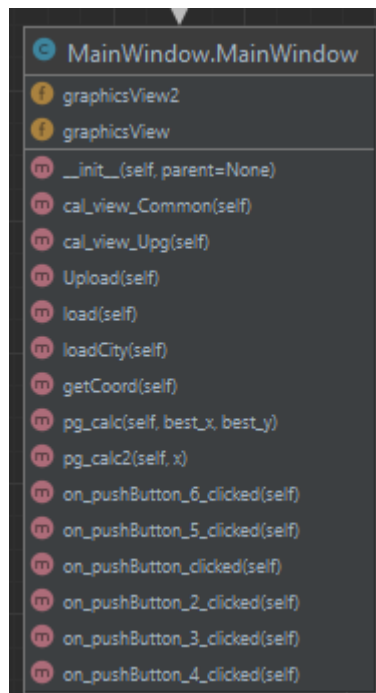 C MainWindow.MainWindow
f graphicsView2
f graphicsView
m __init__(self, parent=None)
m cal_view_Common(self)
m cal_view_Upg(self)
m Upload(self)
m load(self)
m loadCity(self)
m getCoord(self)
m pg_calc(self, best_x, best_y)
m pg_calc2(self, x)
m on_pushButton_6_clicked(self)
m on_pushButton_5_clicked(self)
m on_pushButton_clicked(self)
m on_pushButton_2_clicked(self)
m on_pushButton_3_clicked(self)
m on_pushButton_4_clicked(self)